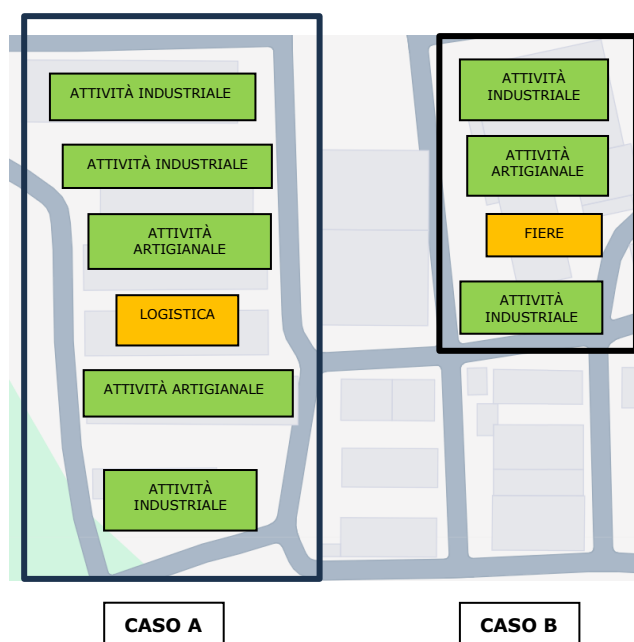 ATTIVITÀ INDUSTRIALE
ATTIVITÀ INDUSTRIALE
ATTIVITÀ
ARTIGIANALE
LOGISTICA
ATTIVITÀ ARTIGIANALE
ATTIVITÀ
INDUSTRIALE
CASO A
ATTIVITÀ
INDUSTRIALE
ATTIVITÀ
ARTIGIANALE
FIERE
ATTIVITÀ
INDUSTRIALE
CASO B